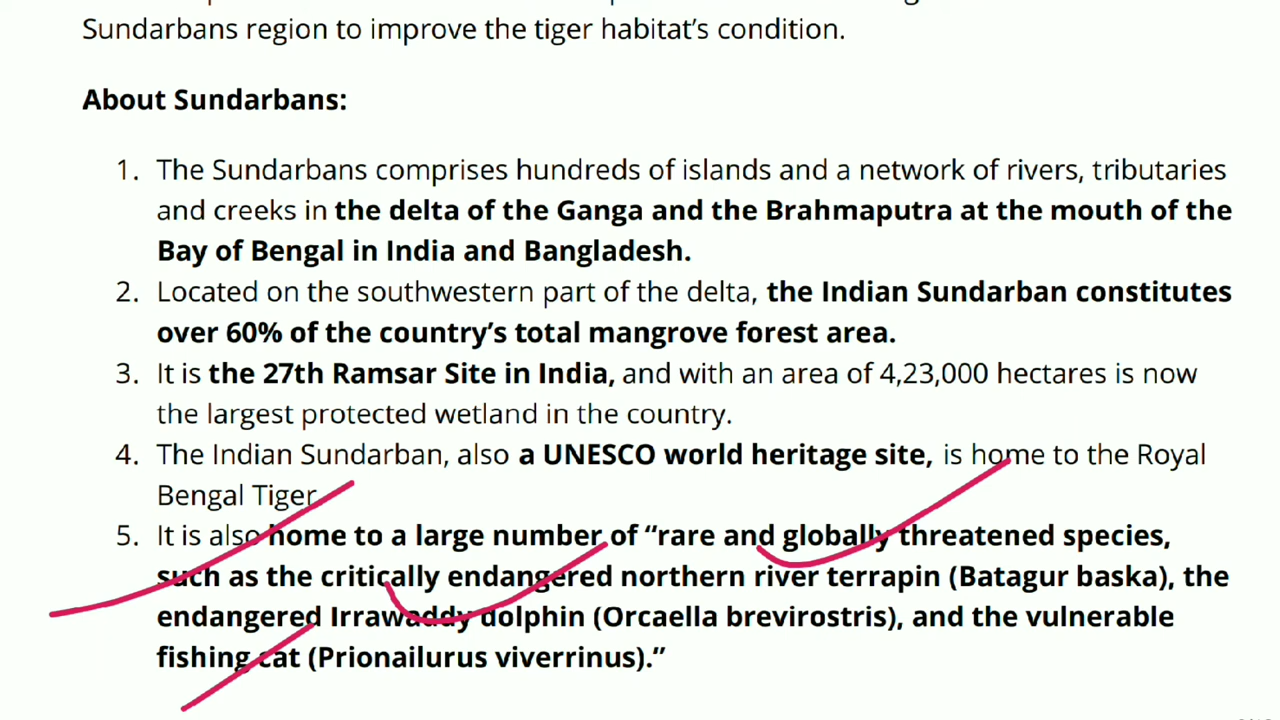 Sundarbans region to improve the tiger habitat’s condition.
About Sundarbans:
1. The Sundarbans comprises hundreds of islands and a network of rivers, tributaries
and creeks in the delta of the Ganga and the Brahmaputra at the mouth of the
Bay of Bengal in India and Bangladesh.
2. Located on the southwestern part of the delta, the Indian Sundarban constitutes
over 60% of the country’s total mangrove forest area.
3. It is the 27th Ramsar Site in India, and with an area of 4,23,000 hectares is now
the largest protected wetland in the country.
4. The Indian Sundarban, also a UNESCO world heritage site, is home to the Royal
Bengal Tiger
5. It is also home to a large number of “rare and globally threatened species,
such as the critically endangered northern river terrapin (Batagur baska), the
endangered Irrawaddy dolphin (Orcaella brevirostris), and the vulnerable
fishing cat (Prionailurus viverrinus).”